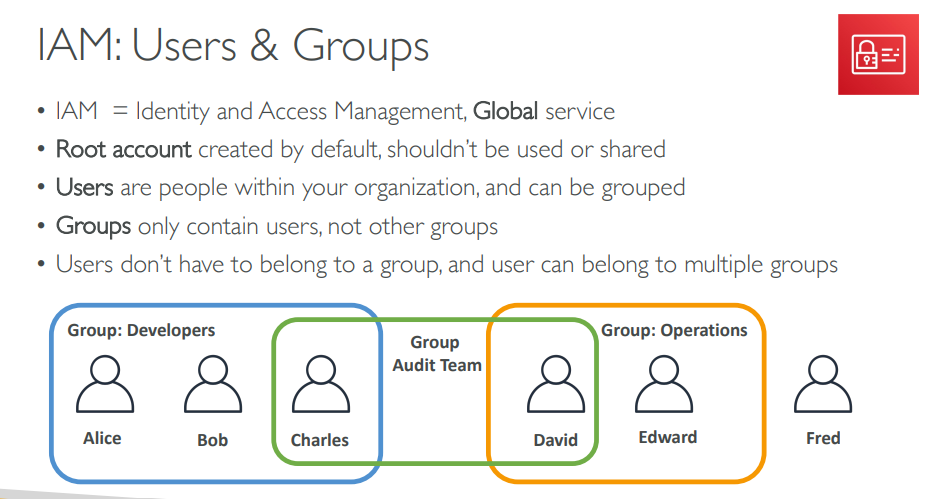 IAM: Users & Groups
• IAM = Identity and Access Management, Global service
• Root account created by default, shouldn't be used or shared
• Users are people within your organization, and can be grouped
• Groups only contain users, not other groups
• Users don't have to belong to a group, and user can belong to multiple groups
Group: Developers
Group
Audit Team
Group: Operations
Alice
Bob
Charles
David
Edward
Fred